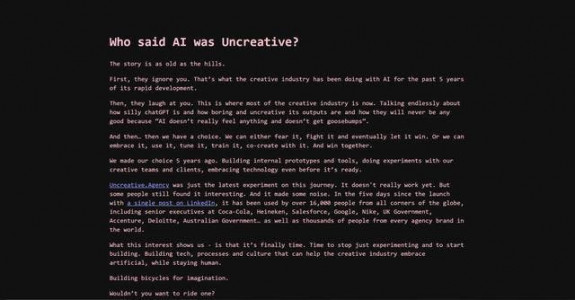 Who said AI was Uncreative?
The story is as old as the hills.
First, they ignore you. That's what the creative industry has been doing with AI for the past 5 years
of its rapid development.
Then, they laugh at you. This is where most of the creative industry is now. Talking endlessly about
how silly chatGPT is and how boring and uncreative its outputs are and how they will never be any
good because "AI doesn't really feel anything and doesn't get goosebumps".
And then… then we have a choice. We can either fear it, fight it and eventually let it win. Or we can
embrace it, use it, tune it, train it, co-create with it. And win together.
We made our choice 5 years ago. Building internal prototypes and tools, doing experiments with our
creative teams and clients, embracing technology even before it's ready.
Uncreative.Agency was just the latest experiment on this journey. It doesn't really work yet. But
some people still found it interesting. And it made some noise. In the five days since the launch
with a single post on LinkedIn, it has been used by over 16,000 people from all corners of the globe,
including senior executives at Coca-Cola, Heineken, Salesforce, Google, Nike, UK Government,
Accenture, Deloitte, Australian Government… as well as thousands of people from every agency brand in
the world.
What this interest shows us - is that it's finally time. Time to stop just experimenting and to start
building. Building tech, processes and culture that can help the creative industry embrace
artificial, while staying human.
Building bicycles for imagination.
Wouldn't you want to ride one?